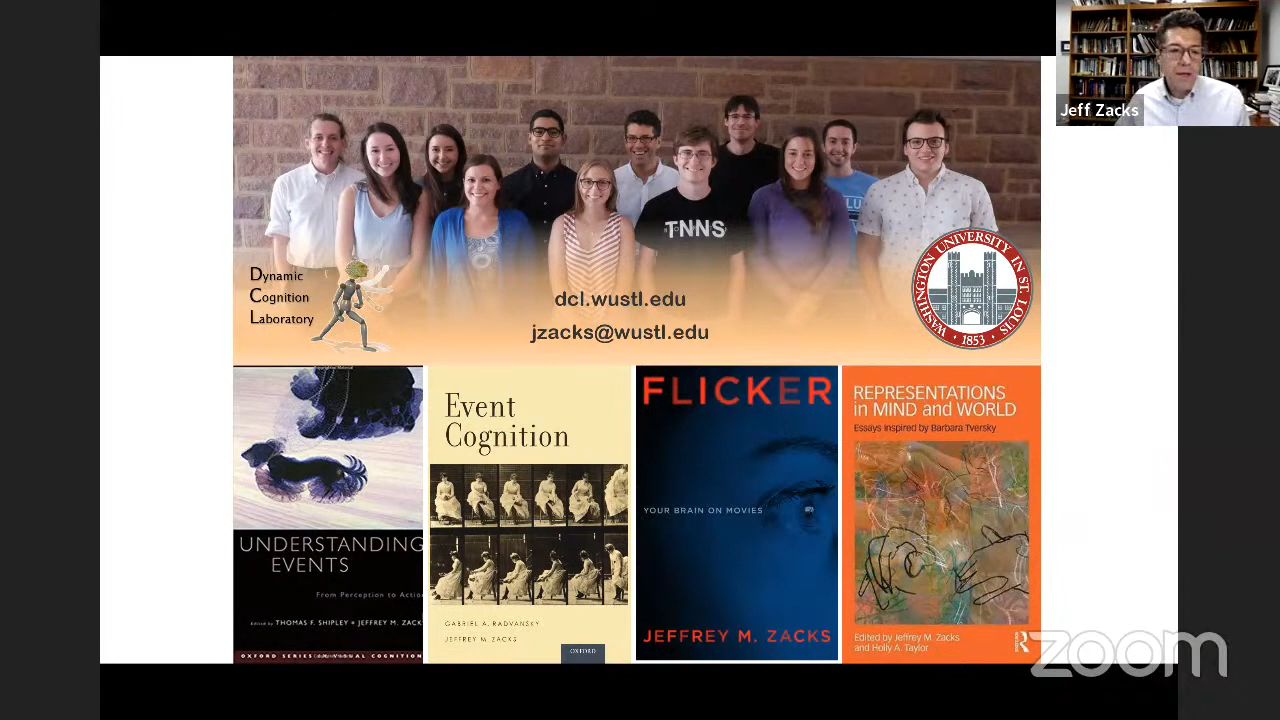 Jeff Zacks
TNNS
Dynamic
Cognition
Laboratory
dcl.wustl.edu
jzacks@wustl.edu
WASHINGTON UNIVERSITY IN ST. LOUIS
1853
UNDERSTANDING
EVENTS
From Perception to Actio
Edited by THOMAS F. SHIPLEY • JEFFREY M. ZACK
OXFORD SERIES IN VISUAL COGNITION
Event
Cognition
GABRIEL A. RADVANSKY
JEFFREY M. ZACKS
OXFORD
FLICKER
YOUR BRAIN ON MOVIES
JEFFREY M. ZACKS
REPRESENTATIONS
in MIND and WORLD
Essays Inspired by Barbara Tversky
Edited by Jeffrey M. Zacks
and Holly A. Taylor
R
zoom